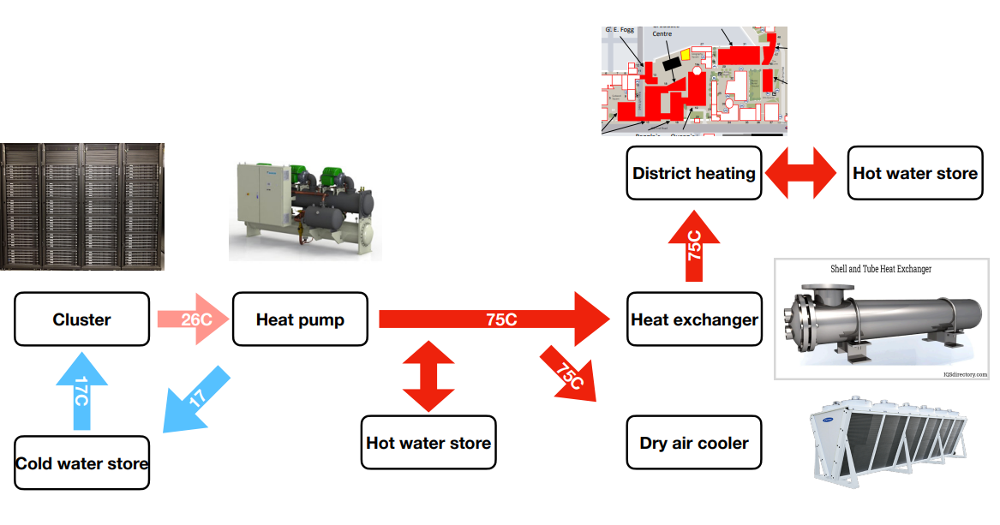 G. E. Fogg
Centre
District heating
Hot water store
75C
Shell and Tube Heat Exchanger
Cluster
26C
Heat pump
75C
Heat exchanger
IQSdirectory.com
17C
17
75C
Cold water store
Hot water store
Dry air cooler